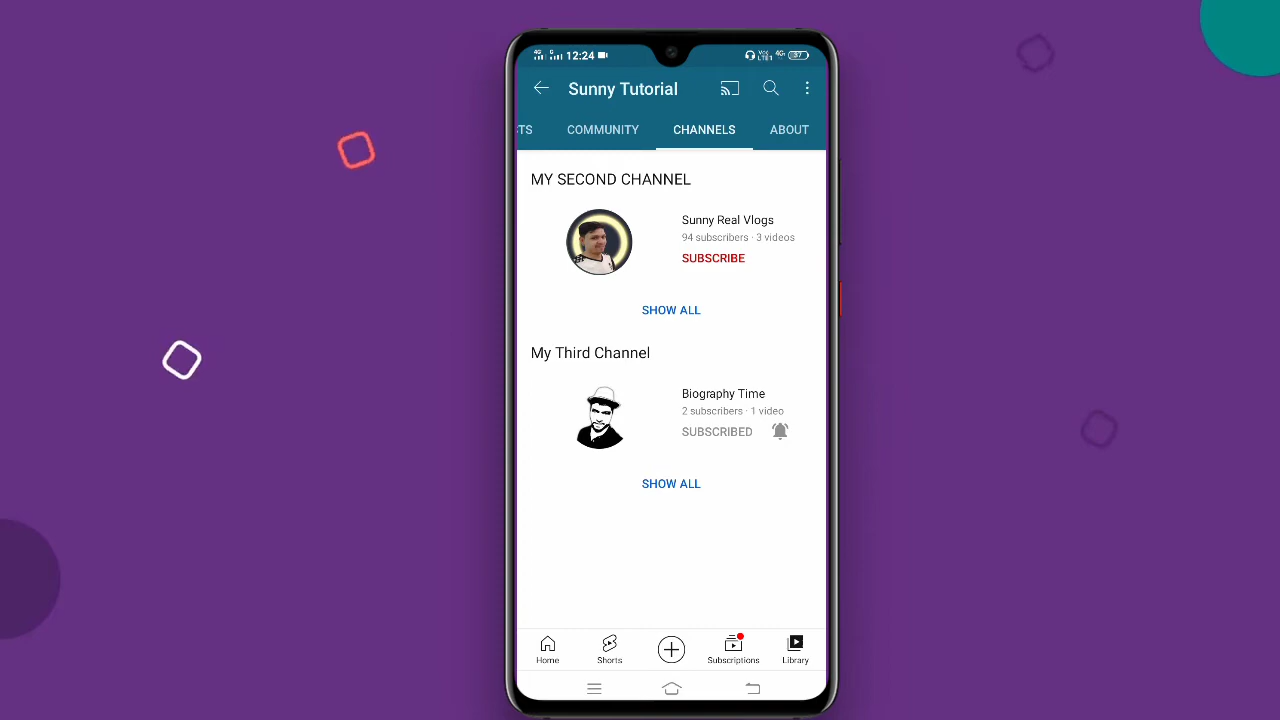 12:24
37
Sunny Tutorial
TS COMMUNITY CHANNELS ABOUT
MY SECOND CHANNEL
Sunny Real Vlogs
94 subscribers · 3 videos
SUBSCRIBE
SHOW ALL
My Third Channel
Biography Time
2 subscribers · 1 video
SUBSCRIBED
SHOW ALL
Home Shorts Subscriptions Library